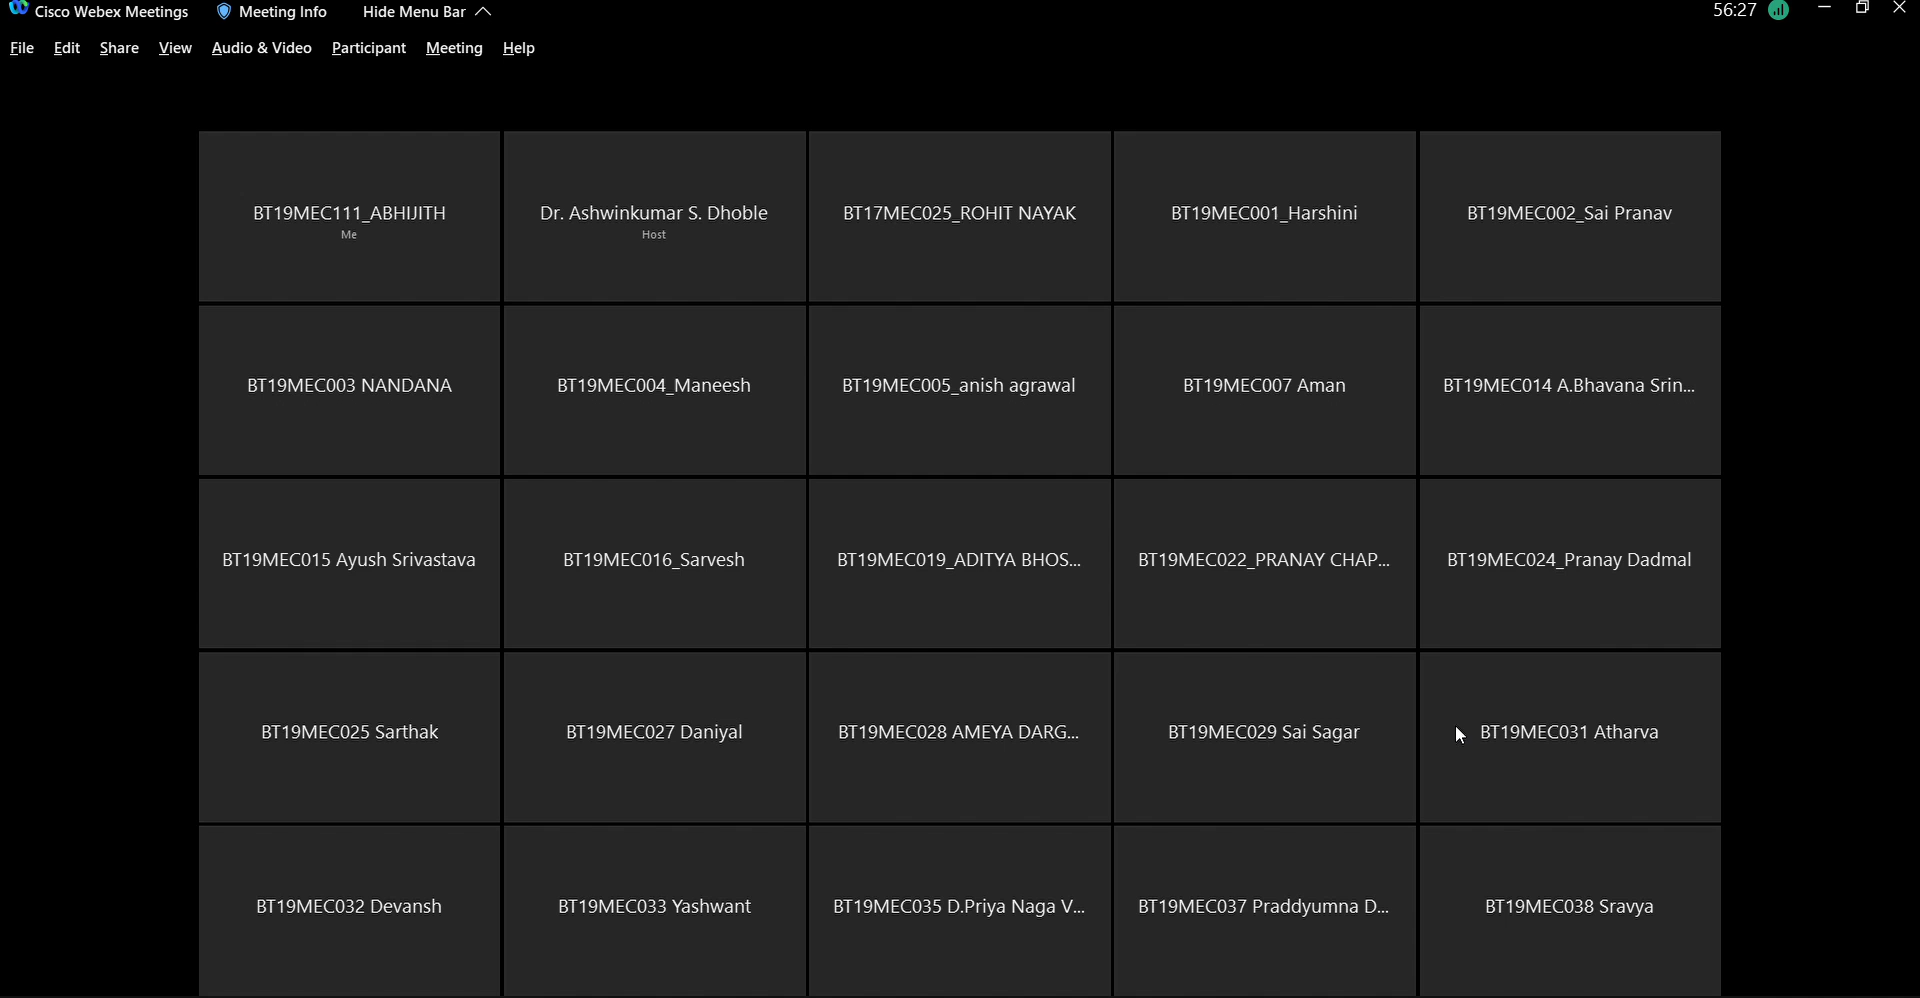 Cisco Webex Meetings Meeting Info Hide Menu Bar 56:27
File Edit Share View Audio & Video Participant Meeting Help
BT19MEC111_ABHIJITH
Me
Dr. Ashwinkumar S. Dhoble
Host
BT17MEC025_ROHIT NAYAK
BT19MEC001_Harshini
BT19MEC002_Sai Pranav
BT19MEC003 NANDANA
BT19MEC004_Maneesh
BT19MEC005_anish agrawal
BT19MEC007 Aman
BT19MEC014 A.Bhavana Srin...
BT19MEC015 Ayush Srivastava
BT19MEC016_Sarvesh
BT19MEC019_ADITYA BHOS...
BT19MEC022_PRANAY CHAP...
BT19MEC024_Pranay Dadmal
BT19MEC025 Sarthak
BT19MEC027 Daniyal
BT19MEC028 AMEYA DARG...
BT19MEC029 Sai Sagar
BT19MEC031 Atharva
BT19MEC032 Devansh
BT19MEC033 Yashwant
BT19MEC035 D.Priya Naga V...
BT19MEC037 Praddyumna D...
BT19MEC038 Sravya